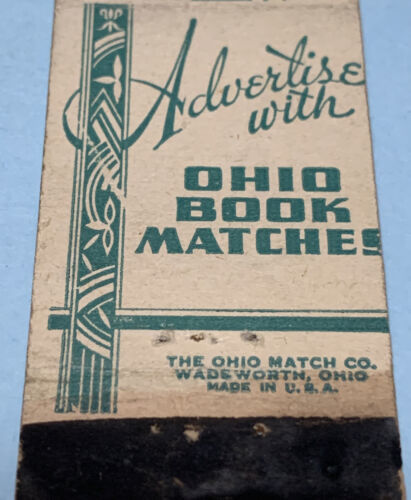 Advertise
with
OHIO
BOOK
MATCHES
THE OHIO MATCH CO.
WADSWORTH, OHIO
MADE IN U.S.A.